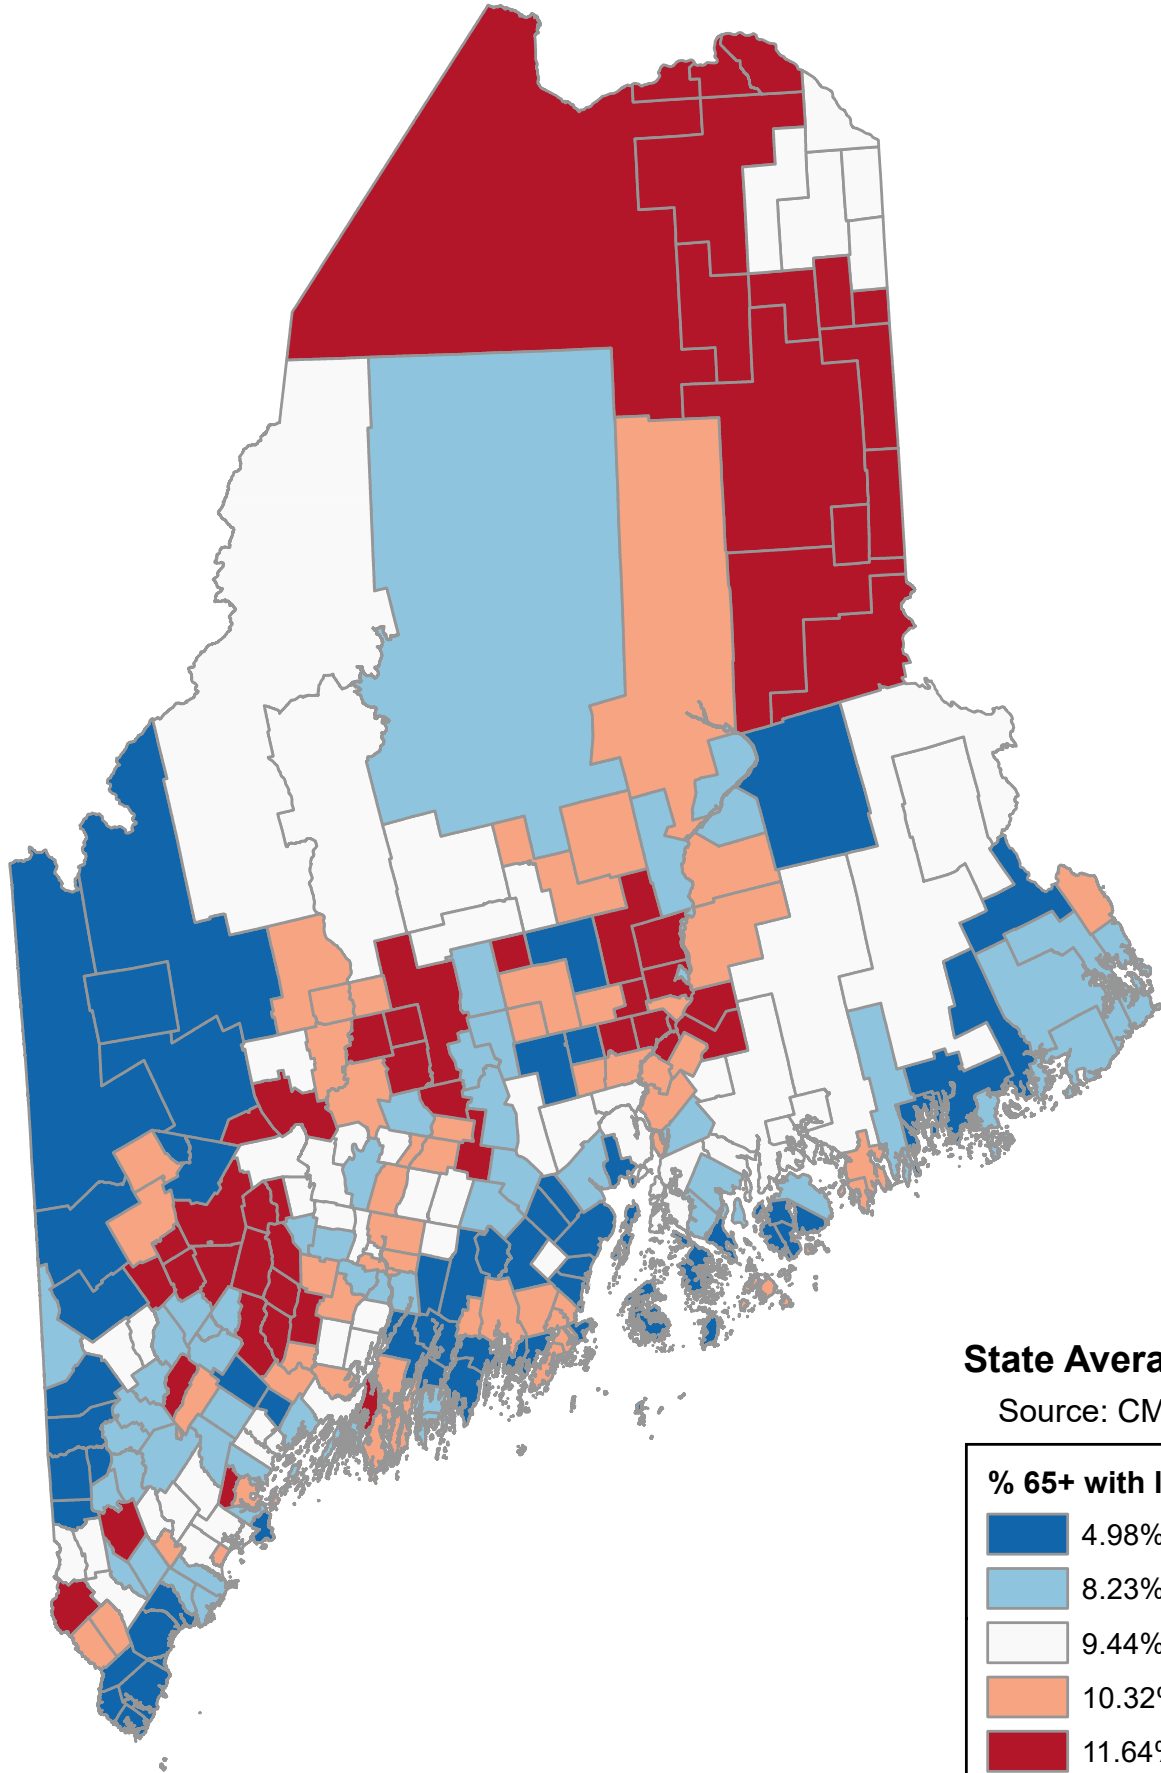 State Avera
Source: CM
% 65+ with I
4.98%
8.23%
9.44%
10.32%
11.64%